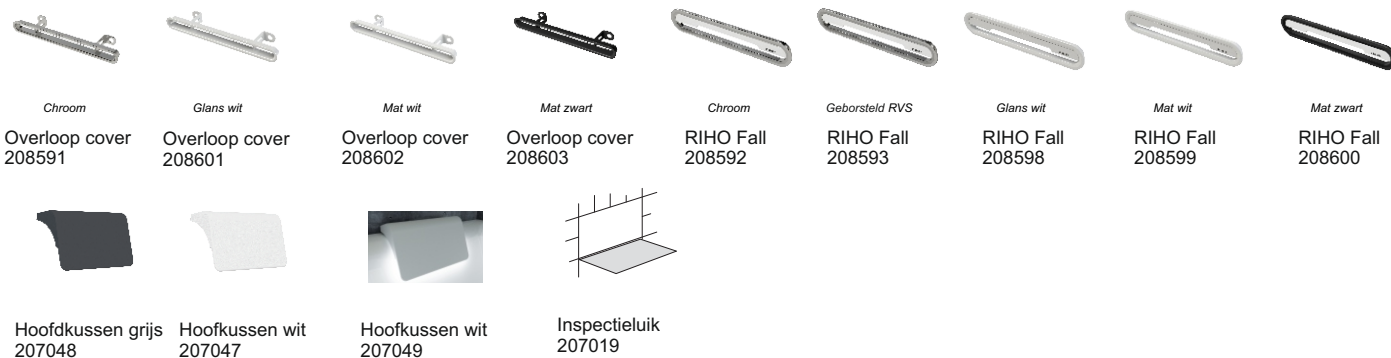 Chroom
Glans wit
Mat wit
Mat zwart
Chroom
Geborsteld RVS
Glans wit
Mat wit
Mat zwart
Overloop cover
208591
Overloop cover
208601
Overloop cover
208602
Overloop cover
208603
RIHO Fall
208592
RIHO Fall
208593
RIHO Fall
208598
RIHO Fall
208599
RIHO Fall
208600
Hoofdkussen grijs
207048
Hoofkussen wit
207047
Hoofkussen wit
207049
Inspectieluik
207019